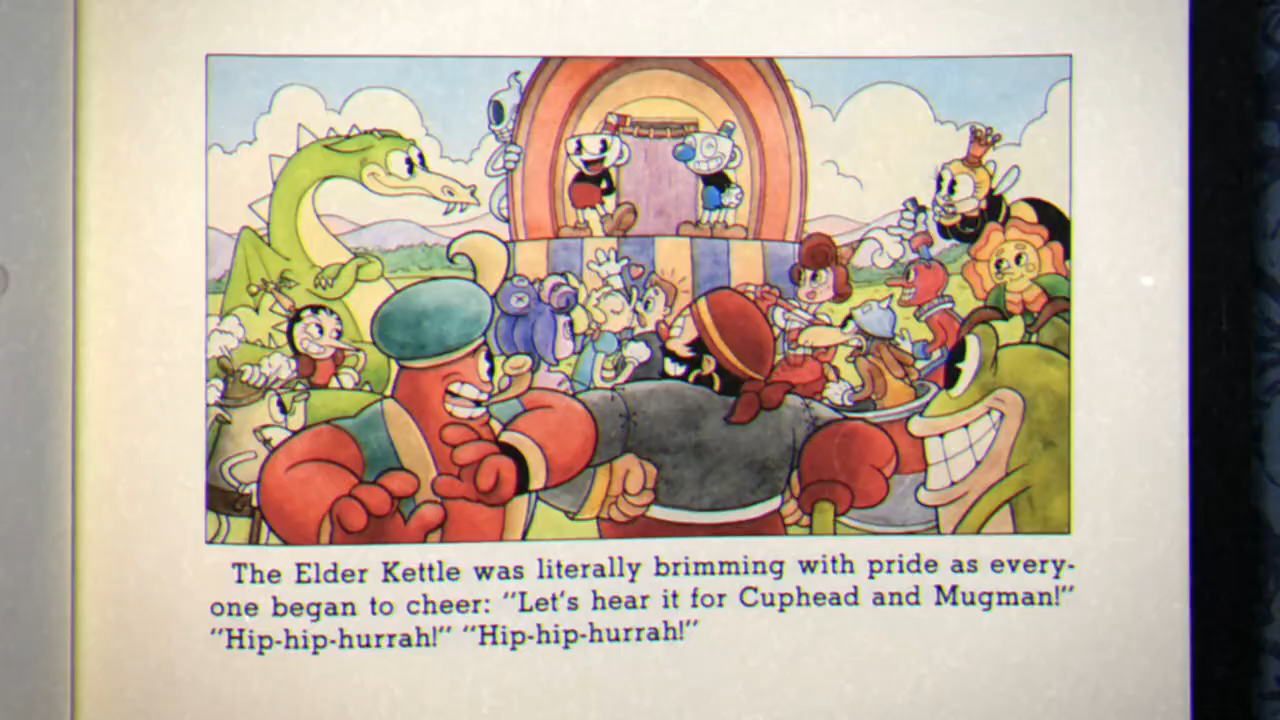 The Elder Kettle was literally brimming with pride as every-
one began to cheer: “Let's hear it for Cuphead and Mugman!”
“Hip-hip-hurrah!” “Hip-hip-hurrah!”